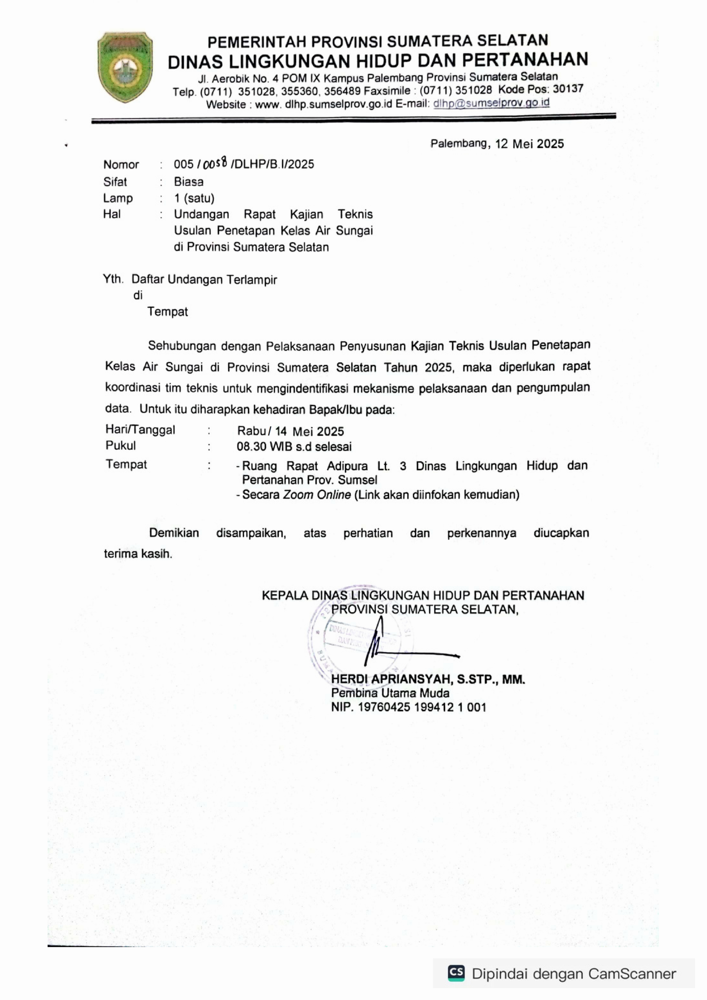 PEMERINTAH PROVINSI SUMATERA SELATAN
DINAS LINGKUNGAN HIDUP DAN PERTANAHAN
Jl. Aerobik No. 4 POM IX Kampus Palembang Provinsi Sumatera Selatan
Telp. (0711) 351028, 355360, 356489 Faxsimile : (0711) 351028 Kode Pos: 30137
Website : www. dlhp.sumselprov.go.id E-mail: dlhp@sumselprov.go.id
Palembang, 12 Mei 2025
Nomor : 005 / 0058 /DLHP/B.I/2025
Sifat : Biasa
Lamp : 1 (satu)
Hal : Undangan Rapat Kajian Teknis
Usulan Penetapan Kelas Air Sungai
di Provinsi Sumatera Selatan
Yth. Daftar Undangan Terlampir
di
Tempat
Sehubungan dengan Pelaksanaan Penyusunan Kajian Teknis Usulan Penetapan
Kelas Air Sungai di Provinsi Sumatera Selatan Tahun 2025, maka diperlukan rapat
koordinasi tim teknis untuk mengindentifikasi mekanisme pelaksanaan dan pengumpulan
data. Untuk itu diharapkan kehadiran Bapak/Ibu pada:
Hari/Tanggal : Rabu/ 14 Mei 2025
Pukul : 08.30 WIB s.d selesai
Tempat : - Ruang Rapat Adipura Lt. 3 Dinas Lingkungan Hidup dan
Pertanahan Prov. Sumsel
- Secara Zoom Online (Link akan diinfokan kemudian)
Demikian disampaikan, atas perhatian dan perkenannya diucapkan
terima kasih.
KEPALA DINAS LINGKUNGAN HIDUP DAN PERTANAHAN
PROVINSI SUMATERA SELATAN,
HERDI APRIANSYAH, S.STP., MM.
Pembina Utama Muda
NIP. 19760425 199412 1 001
CS Dipindai dengan CamScanner